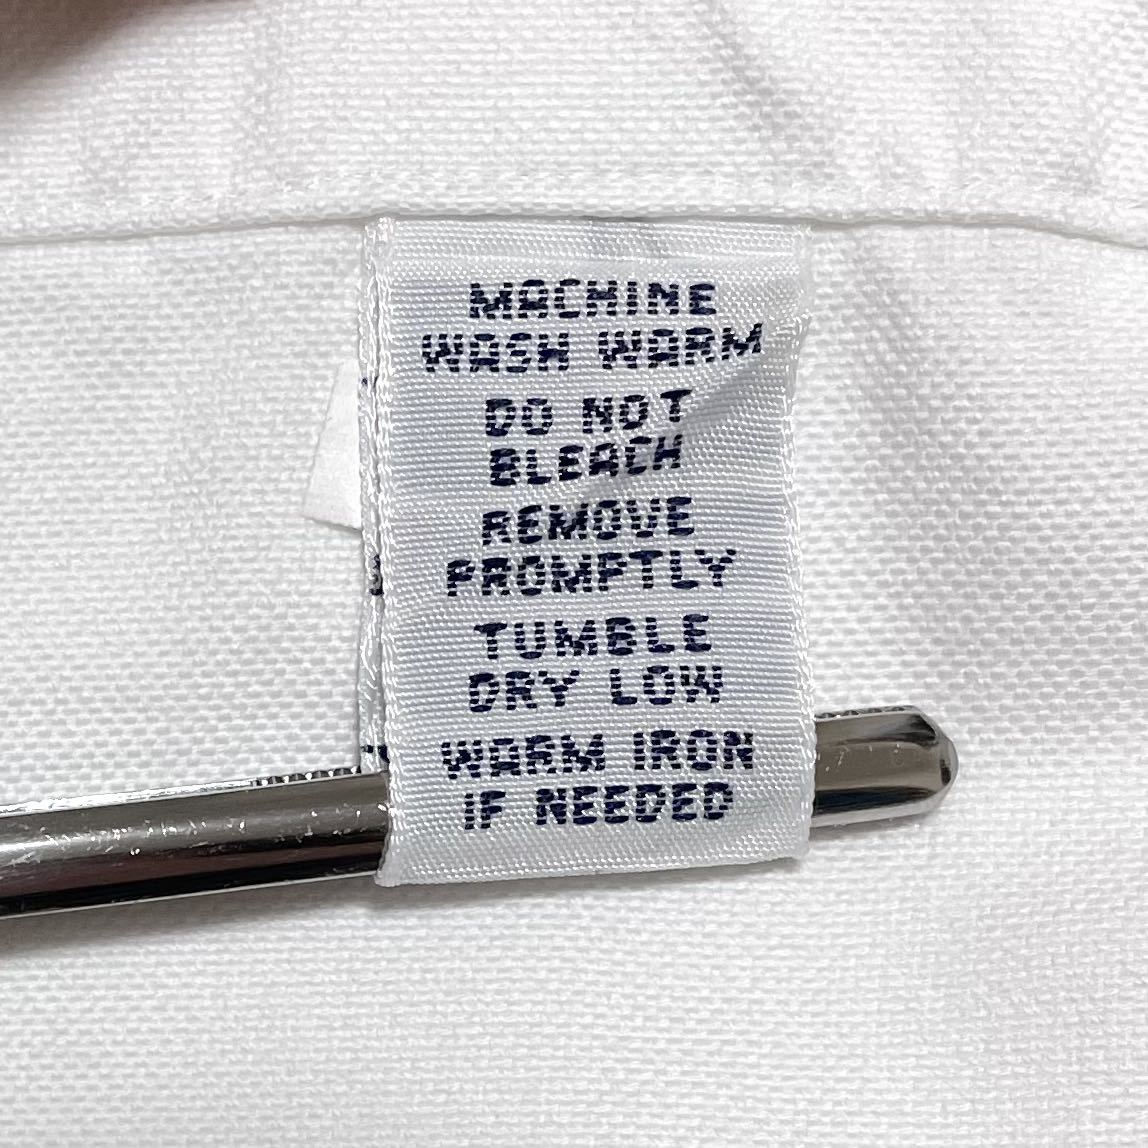 MACHINE
WASH WARM
DO NOT
BLEACH
REMOVE
PROMPTLY
TUMBLE
DRY LOW
WARM IRON
IF NEEDED